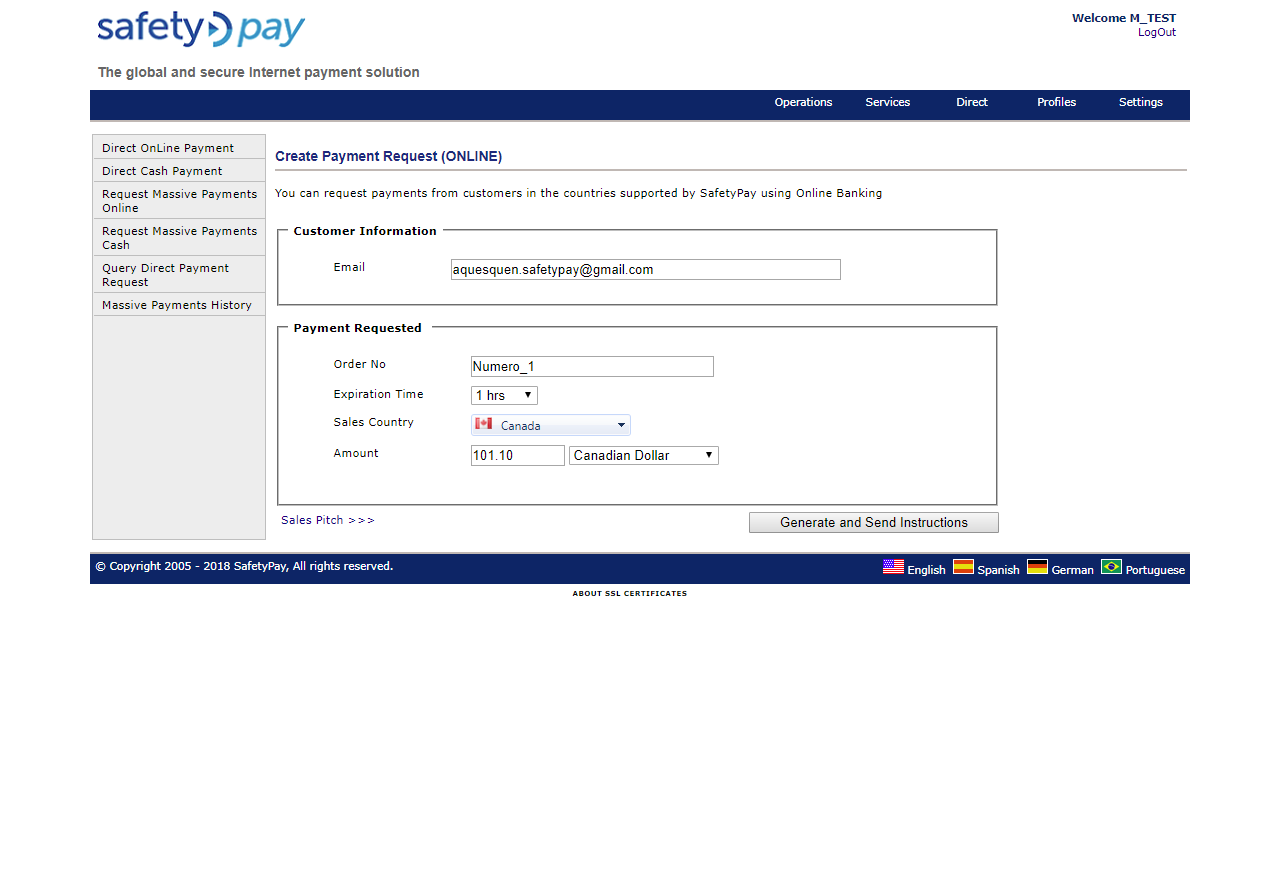 safetypay
Welcome M_TEST
LogOut
The global and secure internet payment solution
Operations Services Direct Profiles Settings
Direct OnLine Payment
Direct Cash Payment
Request Massive Payments
Online
Request Massive Payments
Cash
Query Direct Payment
Request
Massive Payments History
Create Payment Request (ONLINE)
You can request payments from customers in the countries supported by SafetyPay using Online Banking
Customer Information
Email aquesquen.safetypay@gmail.com
Payment Requested
Order No Numero_1
Expiration Time 1 hrs
Sales Country Canada
Amount 101.10 Canadian Dollar
Sales Pitch >>>
Generate and Send Instructions
© Copyright 2005 - 2018 SafetyPay, All rights reserved.
English Spanish German Portuguese
ABOUT SSL CERTIFICATES